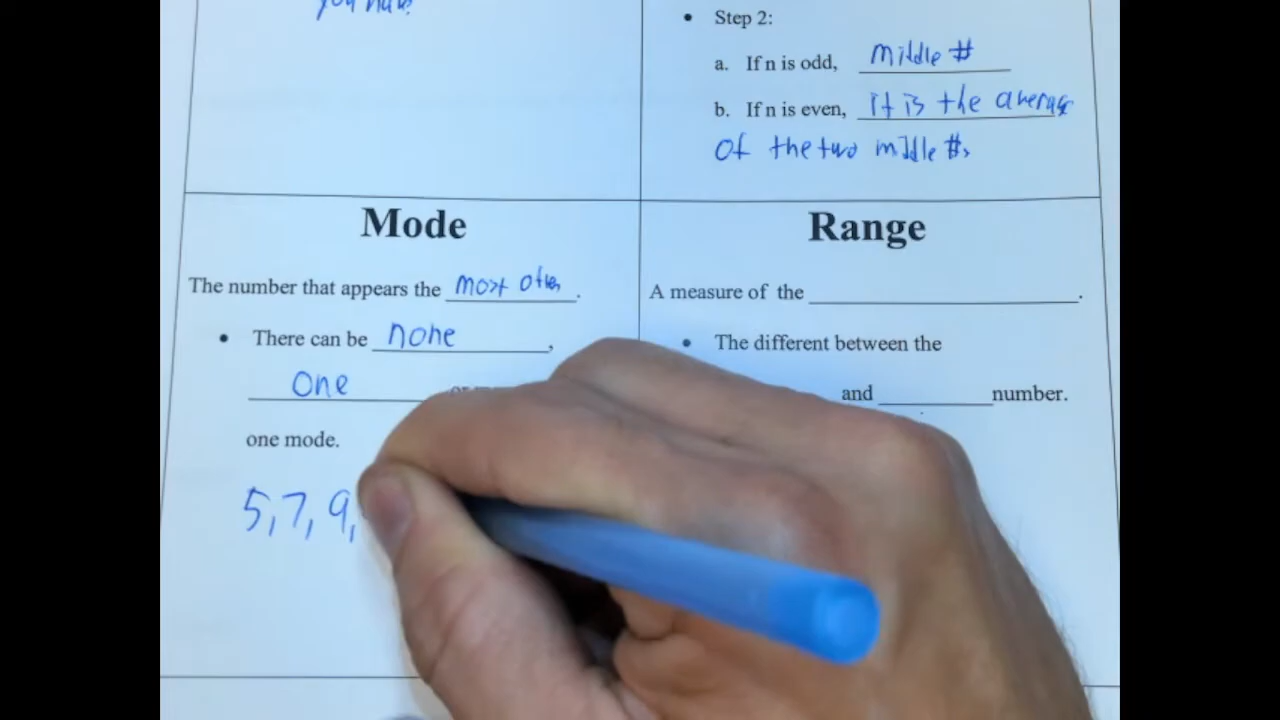 you have
Step 2:
a. If n is odd, middle #
b. If n is even, it is the average
of the two middle #s
Mode
The number that appears the most often.
There can be none,
one
one mode.
5, 7, 9,
Range
A measure of the
The different between the
and number.